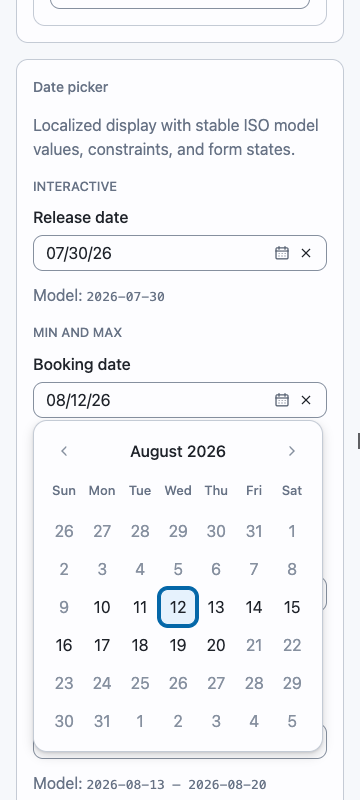 Date picker
Localized display with stable ISO model
values, constraints, and form states.
INTERACTIVE
Release date
07/30/26
Model: 2026-07-30
MIN AND MAX
Booking date
08/12/26
August 2026
Sun Mon Tue Wed Thu Fri Sat
26 27 28 29 30 31 1
2 3 4 5 6 7 8
9 10 11 12 13 14 15
16 17 18 19 20 21 22
23 24 25 26 27 28 29
30 31 1 2 3 4 5
Model: 2026-08-13 — 2026-08-20